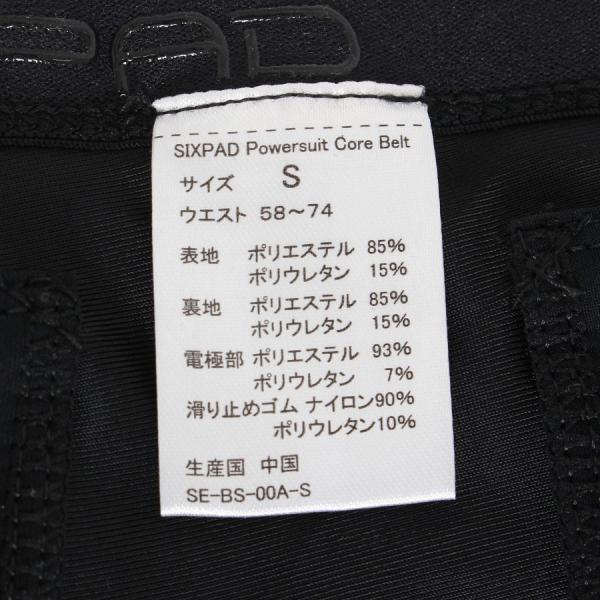 PAD
SIXPAD Powersuit Core Belt
サイズ S
ウエスト 58～74
表地 ポリエステル 85%
ポリウレタン 15%
裏地 ポリエステル 85%
ポリウレタン 15%
電極部 ポリエステル 93%
ポリウレタン 7%
滑り止めゴム ナイロン90%
ポリウレタン10%
生産国 中国
SE-BS-00A-S